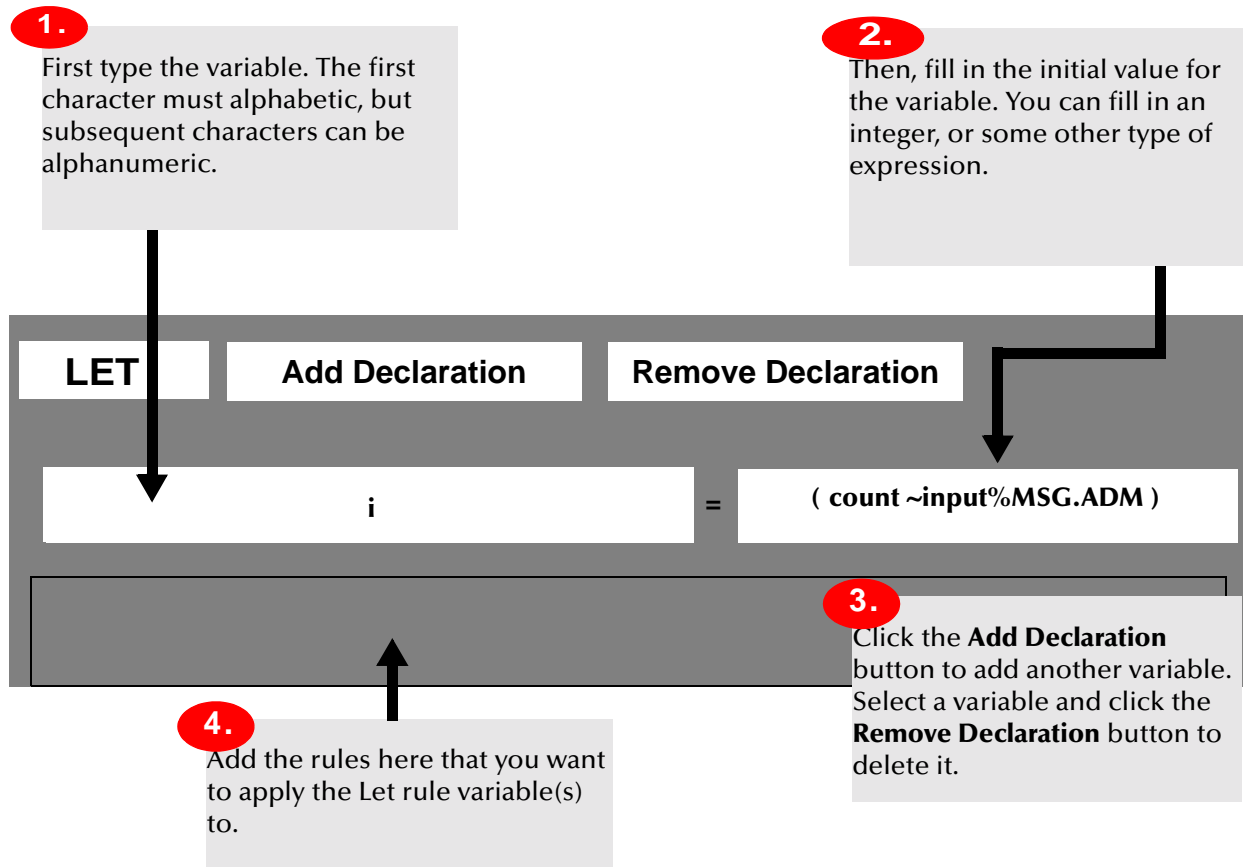 1.
First type the variable. The first
character must alphabetic, but
subsequent characters can be
alphanumeric.
2.
Then, fill in the initial value for
the variable. You can fill in an
integer, or some other type of
expression.
LET
Add Declaration
Remove Declaration
i
=
( count ~input%MSG.ADM )
3.
Click the Add Declaration
button to add another variable.
Select a variable and click the
Remove Declaration button to
delete it.
4.
Add the rules here that you want
to apply the Let rule variable(s)
to.